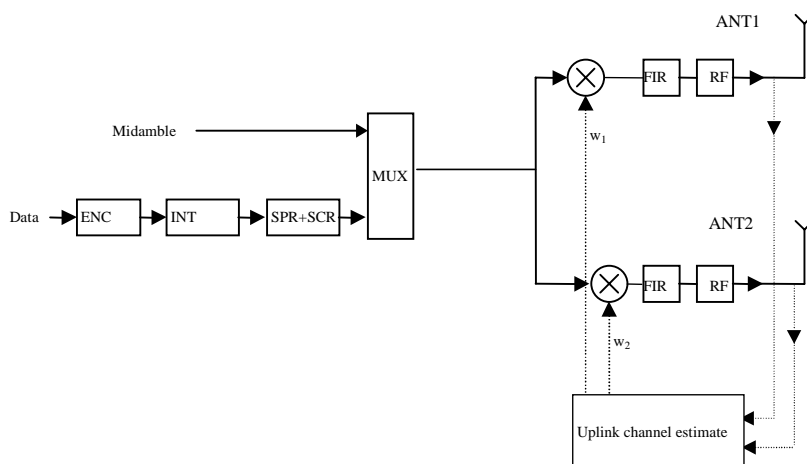 ANT1
FIR
RF
Midamble
w1
MUX
Data
ENC
INT
SPR+SCR
ANT2
FIR
RF
w2
Uplink channel estimate